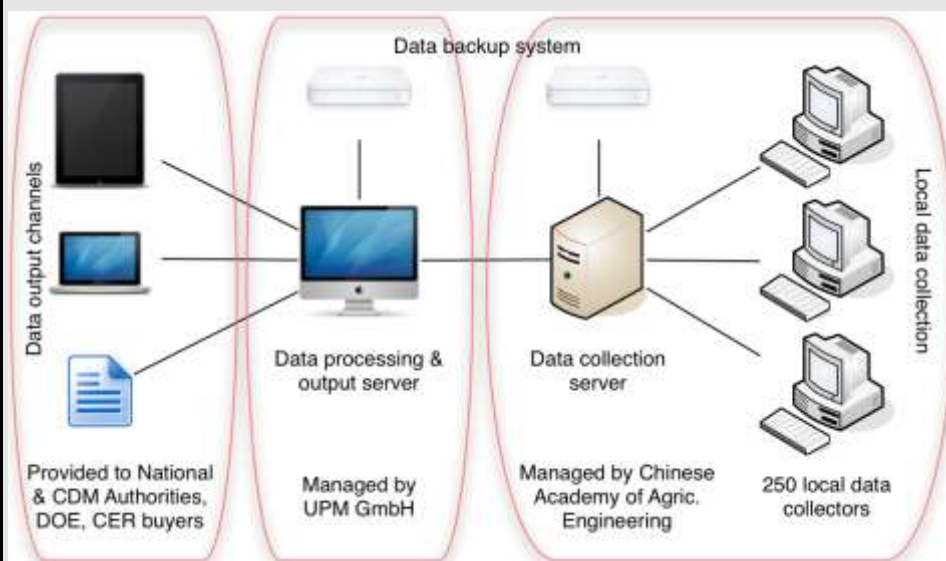 Data backup system
Data output channels
Local data collection
Data processing &
output server
Data collection
server
Provided to National
& CDM Authorities,
DOE, CER buyers
Managed by
UPM GmbH
Managed by Chinese
Academy of Agric.
Engineering
250 local data
collectors